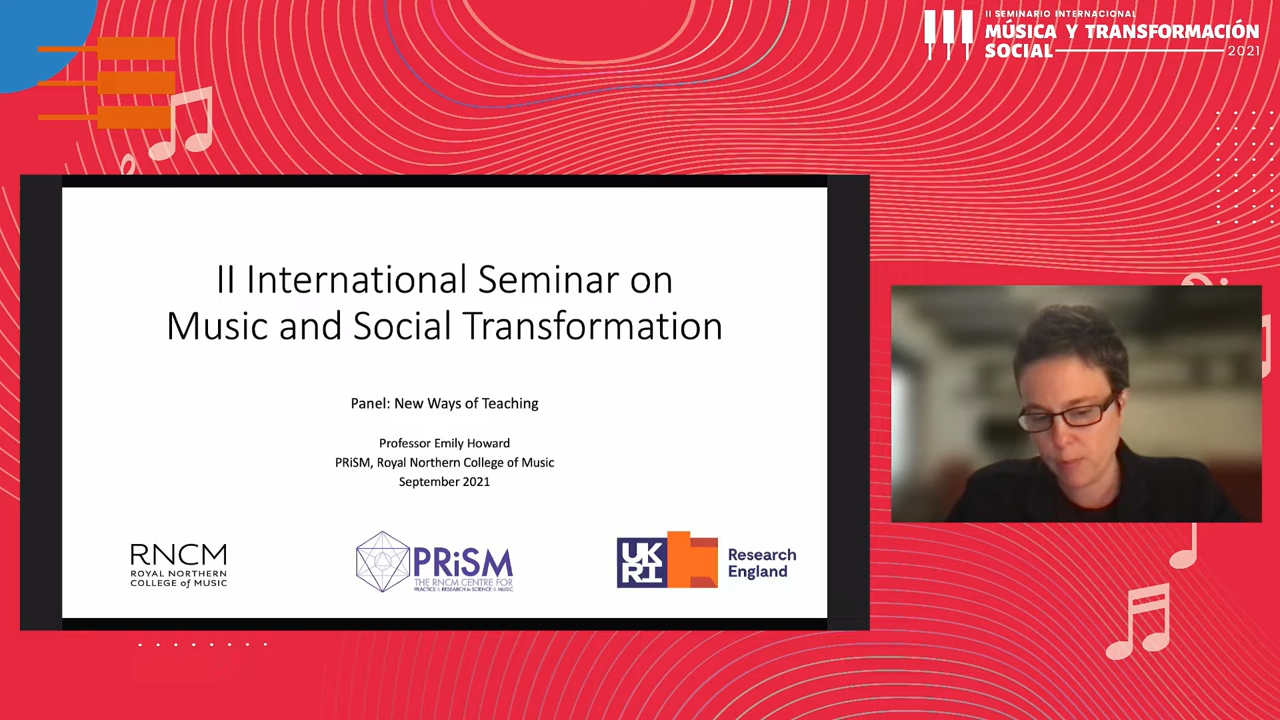 II SEMINARIO INTERNACIONAL
MÚSICA Y TRANSFORMACIÓN
SOCIAL
2021
II International Seminar on
Music and Social Transformation
Panel: New Ways of Teaching
Professor Emily Howard
PRiSM, Royal Northern College of Music
September 2021
RNCM
ROYAL NORTHERN
COLLEGE of MUSIC
PRiSM
THE RNCM CENTRE FOR
PRACTICE & RESEARCH in SCIENCE & MUSIC
UK
RI
Research
England